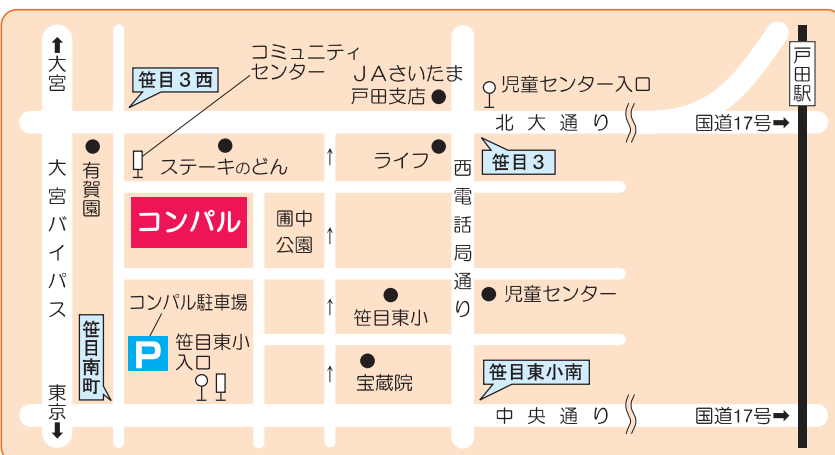 大宮
笹目3西
コミュニティ
センター
JAさいたま
戸田支店
児童センター入口
戸田駅
北大通り
国道17号➡
有賀園
ステーキのどん
ライフ
笹目3
大宮バイパス
コンパル
圃中
公園
西電話局通り
コンパル駐車場
P
笹目東小
児童センター
笹目南町
笹目東小
入口
宝蔵院
笹目東小南
東京
中央通り
国道17号➡